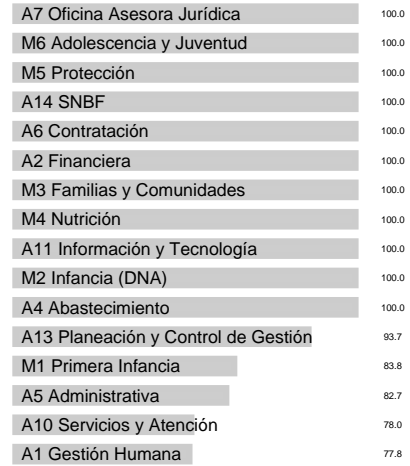 A7 Oficina Asesora Jurídica 100.0
M6 Adolescencia y Juventud 100.0
M5 Protección 100.0
A14 SNBF 100.0
A6 Contratación 100.0
A2 Financiera 100.0
M3 Familias y Comunidades 100.0
M4 Nutrición 100.0
A11 Información y Tecnología 100.0
M2 Infancia (DNA) 100.0
A4 Abastecimiento 100.0
A13 Planeación y Control de Gestión 93.7
M1 Primera Infancia 83.8
A5 Administrativa 82.7
A10 Servicios y Atención 78.0
A1 Gestión Humana 77.8